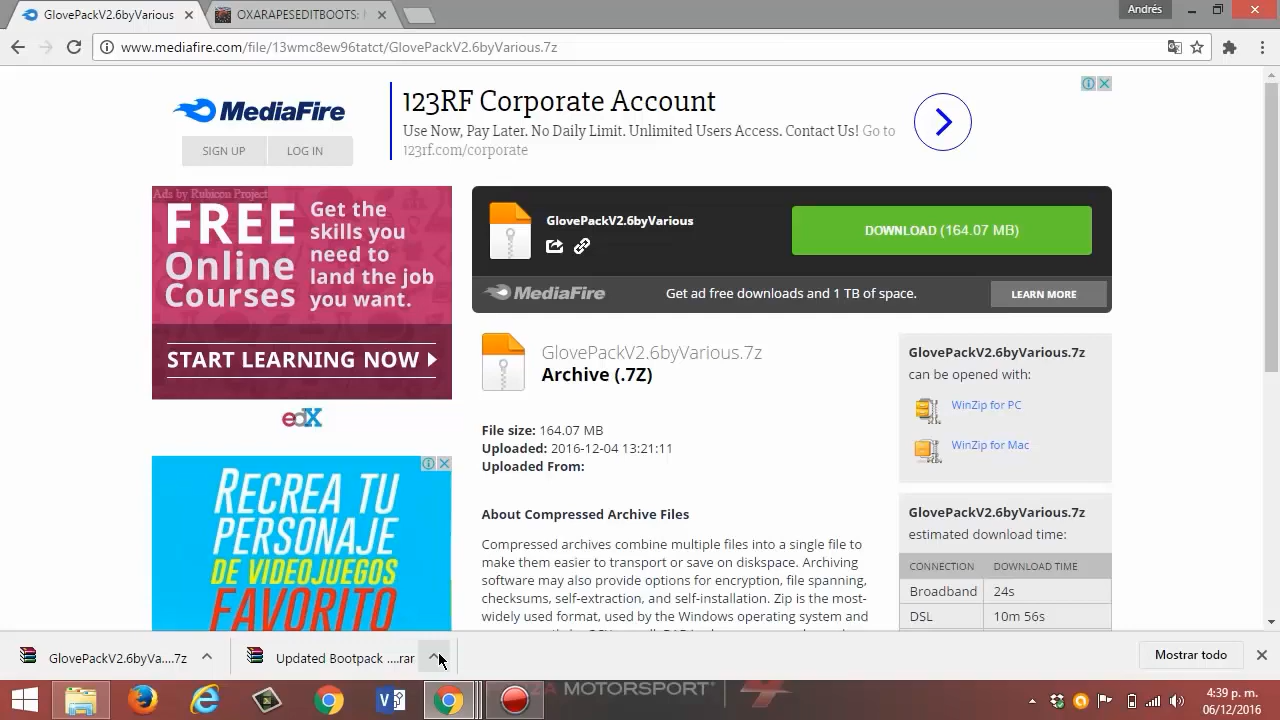 GlovePackV2.6byVarious
OXARAPESEDITBOOTS:
Andrés
www.mediafire.com/file/13wmc8ew96tatct/GlovePackV2.6byVarious.7z
MediaFire
SIGN UP
LOG IN
123RF Corporate Account
Use Now, Pay Later. No Daily Limit. Unlimited Users Access. Contact Us! Go to
123rf.com/corporate
Ads by Rubicon Project
FREE
Online
Courses
Get the
skills you
need to
land the job
you want.
START LEARNING NOW
edX
GlovePackV2.6byVarious
DOWNLOAD (164.07 MB)
MediaFire
Get ad free downloads and 1 TB of space.
LEARN MORE
GlovePackV2.6byVarious.7z
Archive (.7Z)
File size: 164.07 MB
Uploaded: 2016-12-04 13:21:11
Uploaded From:
About Compressed Archive Files
Compressed archives combine multiple files into a single file to
make them easier to transport or save on diskspace. Archiving
software may also provide options for encryption, file spanning,
checksums, self-extraction, and self-installation. Zip is the most-
widely used format, used by the Windows operating system and
GlovePackV2.6byVarious.7z
can be opened with:
WinZip for PC
WinZip for Mac
GlovePackV2.6byVarious.7z
estimated download time:
CONNECTION DOWNLOAD TIME
Broadband 24s
DSL 10m 56s
RECREA TU
PERSONAJE
DE VIDEOJUEGOS
FAVORITO
GlovePackV2.6byVa....7z
Updated Bootpack ....rar
Mostrar todo
MOTORSPORT
4:39 p. m.
06/12/2016